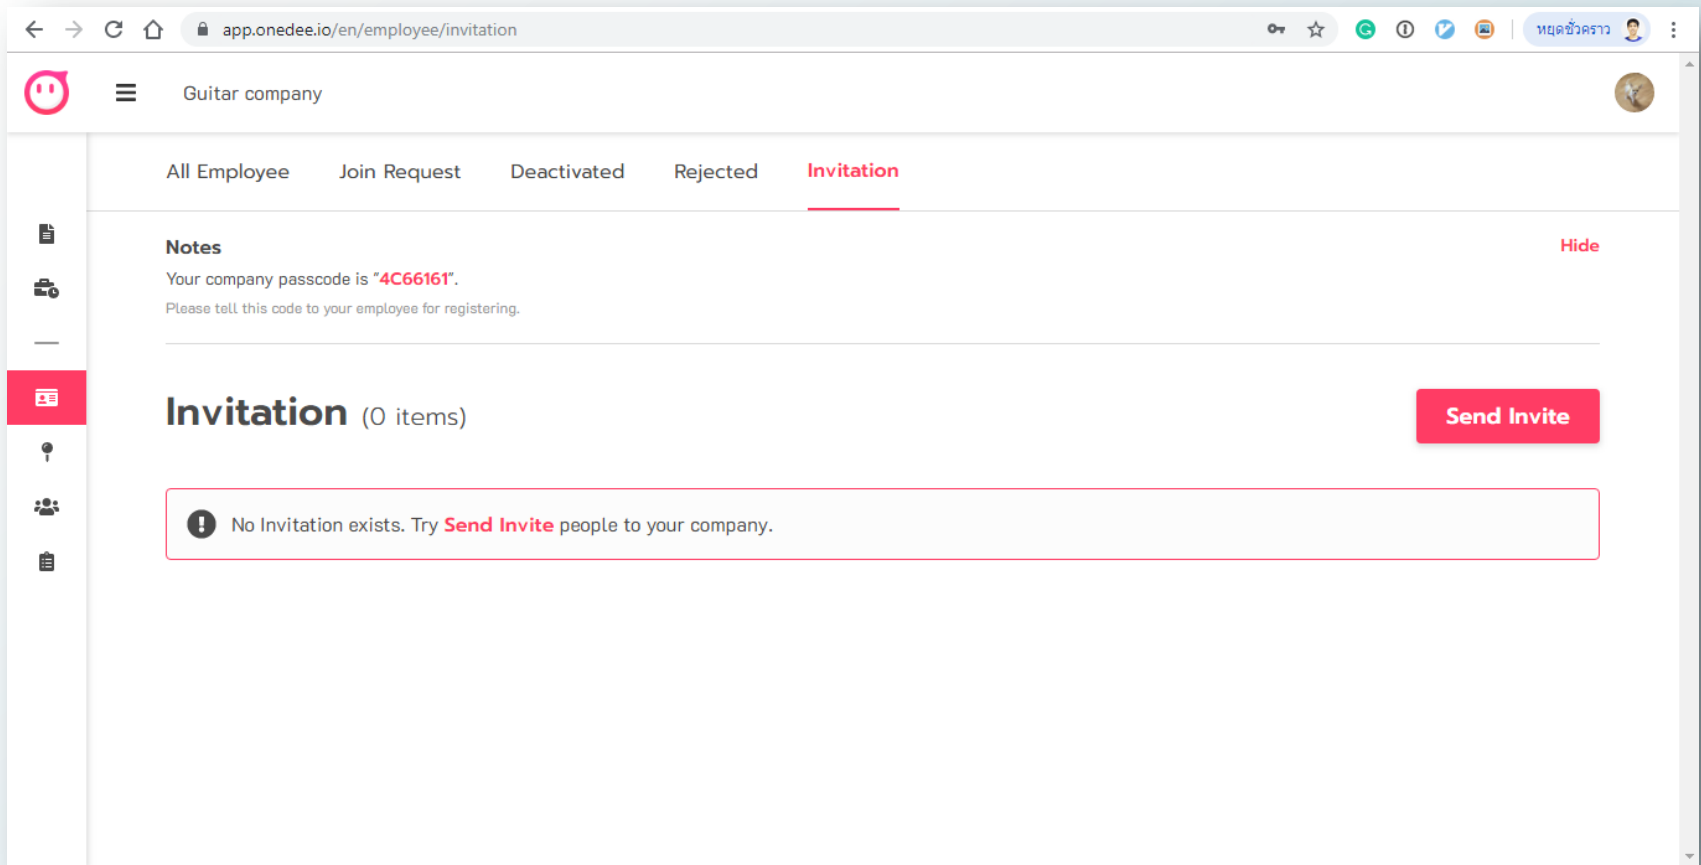 app.onedee.io/en/employee/invitation
หยุดชั่วคราว
Guitar company
All Employee Join Request Deactivated Rejected Invitation
Notes Hide
Your company passcode is "4C66161".
Please tell this code to your employee for registering.
Invitation (0 items) Send Invite
No Invitation exists. Try Send Invite people to your company.